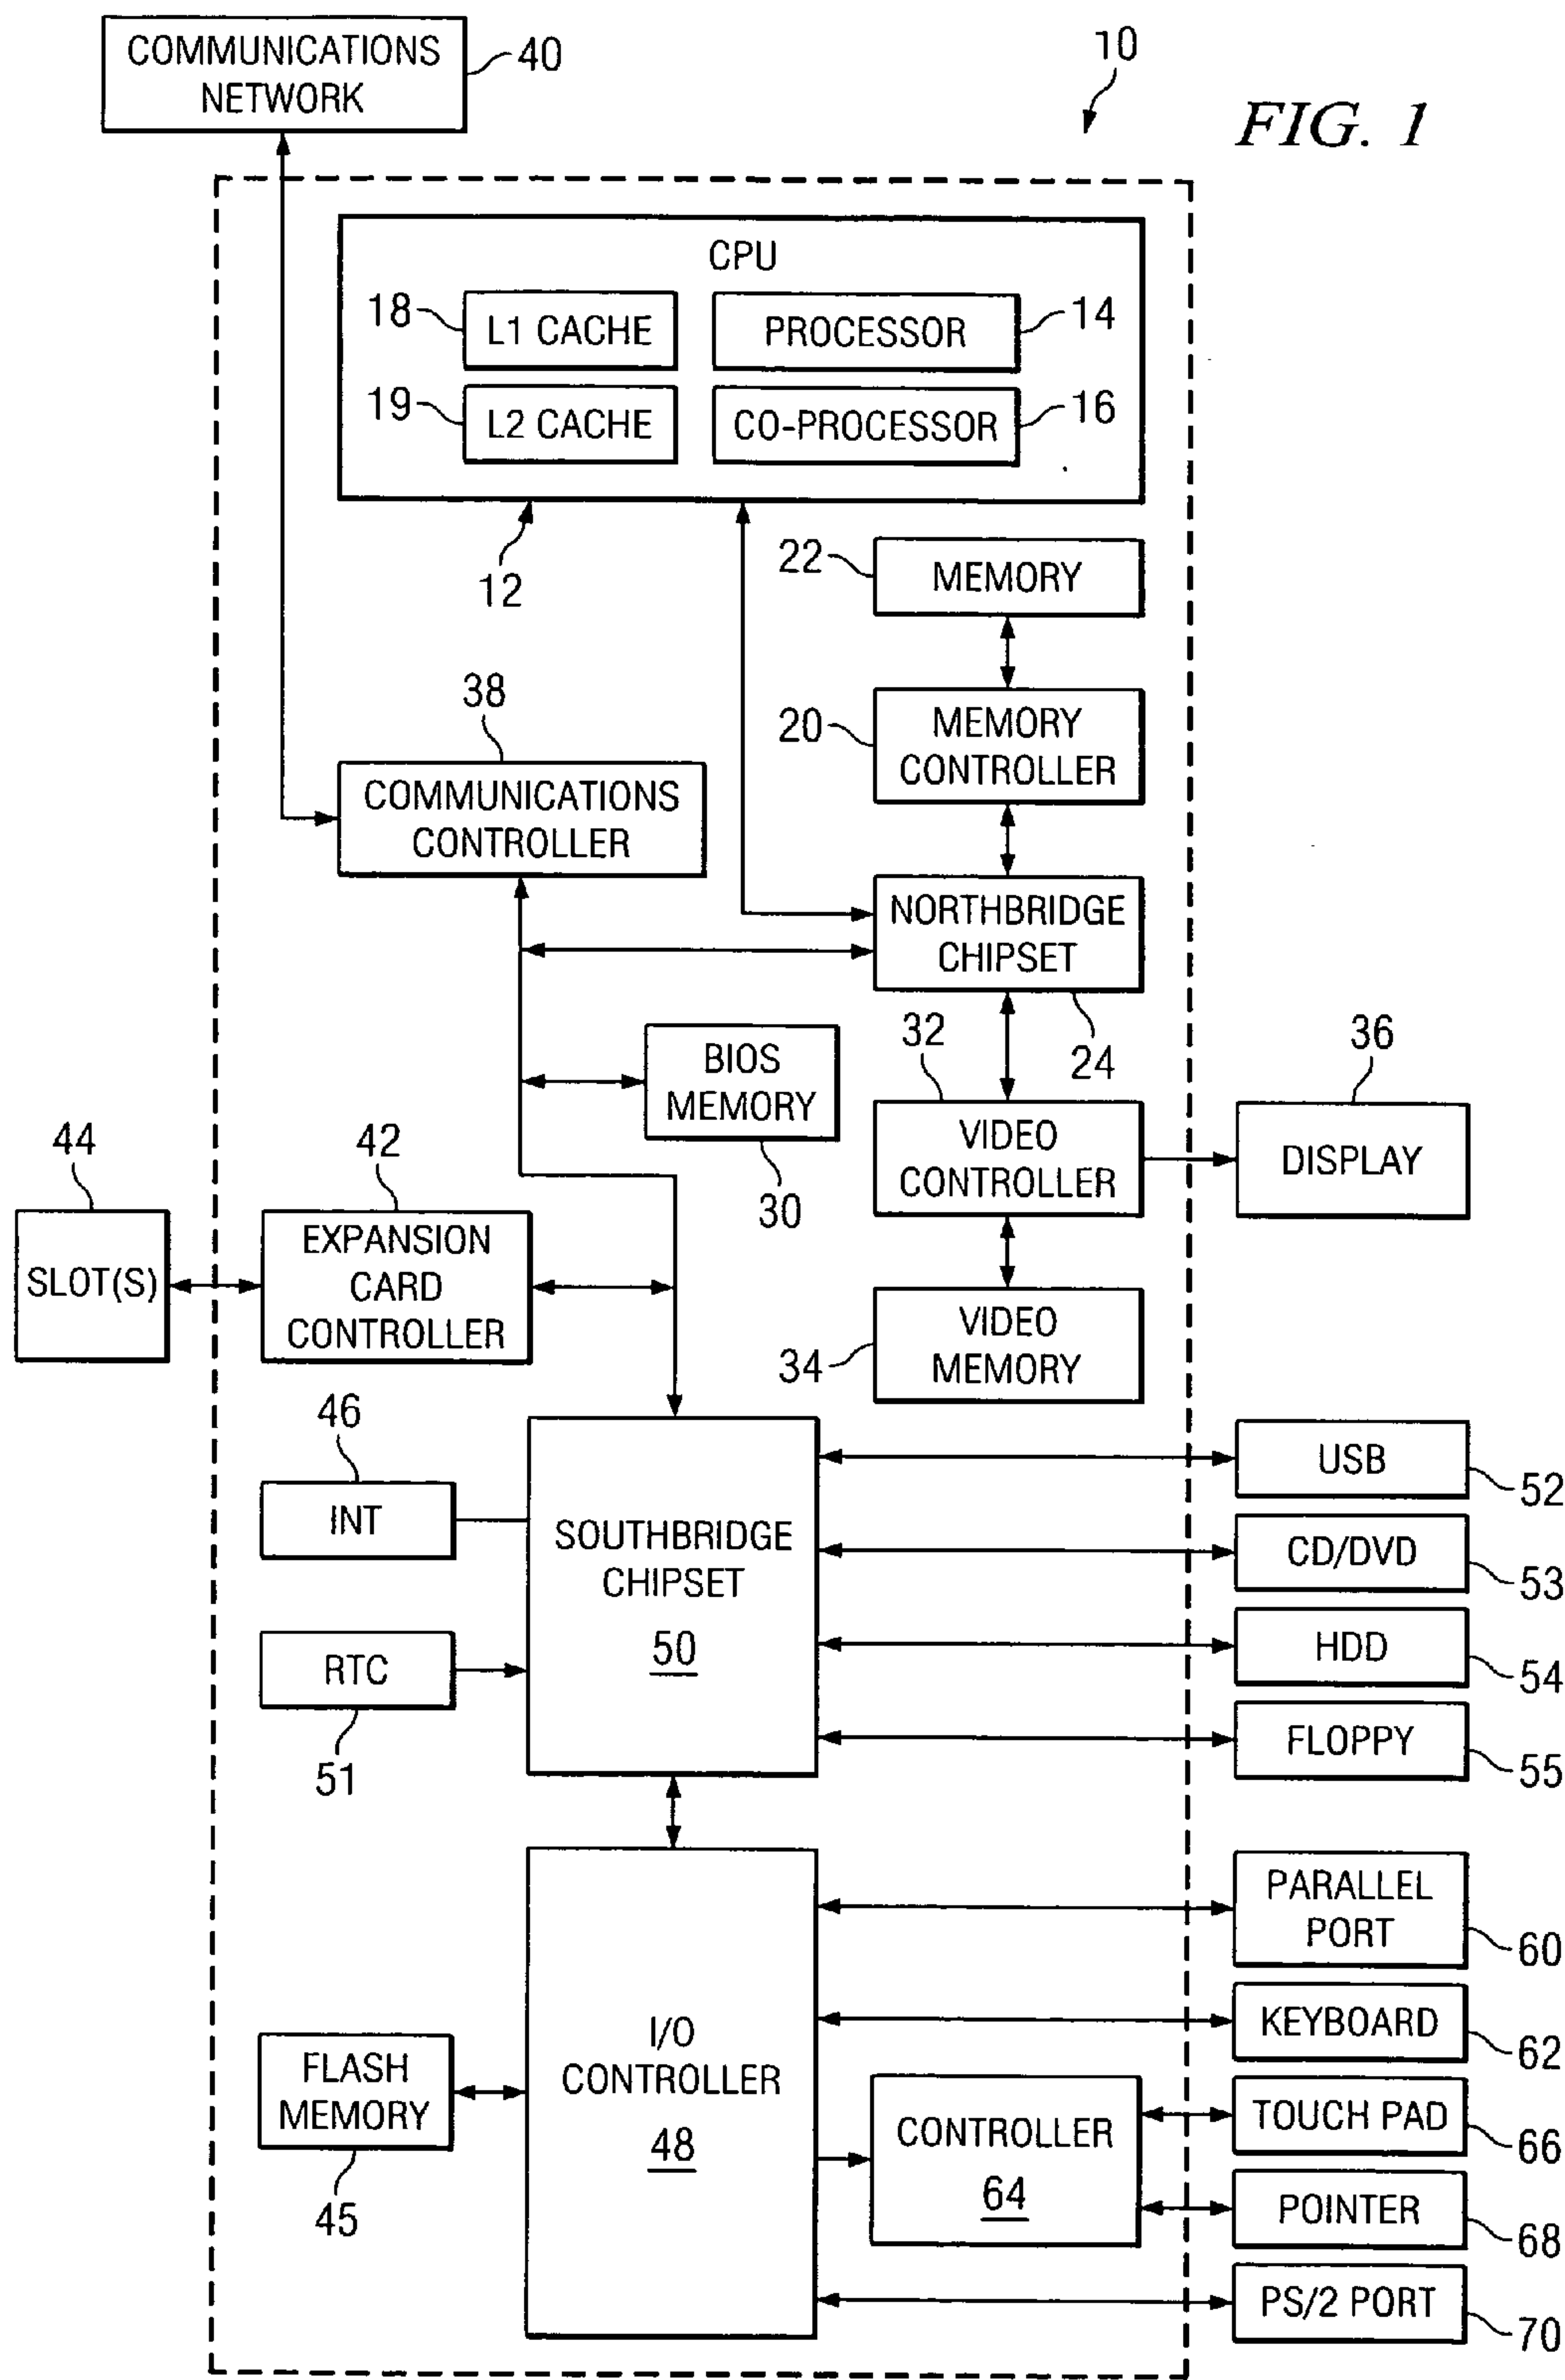 COMMUNICATIONS
NETWORK
40
10
FIG. 1
CPU
18
L1 CACHE
PROCESSOR
14
19
L2 CACHE
CO-PROCESSOR
16
12
22
MEMORY
38
20
MEMORY
CONTROLLER
COMMUNICATIONS
CONTROLLER
NORTHBRIDGE
CHIPSET
24
32
36
BIOS
MEMORY
30
VIDEO
CONTROLLER
DISPLAY
44
42
SLOT(S)
EXPANSION
CARD
CONTROLLER
34
VIDEO
MEMORY
46
INT
SOUTHBRIDGE
CHIPSET
50
RTC
51
USB
52
CD/DVD
53
HDD
54
FLOPPY
55
PARALLEL
PORT
60
I/O
CONTROLLER
48
KEYBOARD
62
FLASH
MEMORY
45
CONTROLLER
64
TOUCH PAD
66
POINTER
68
PS/2 PORT
70